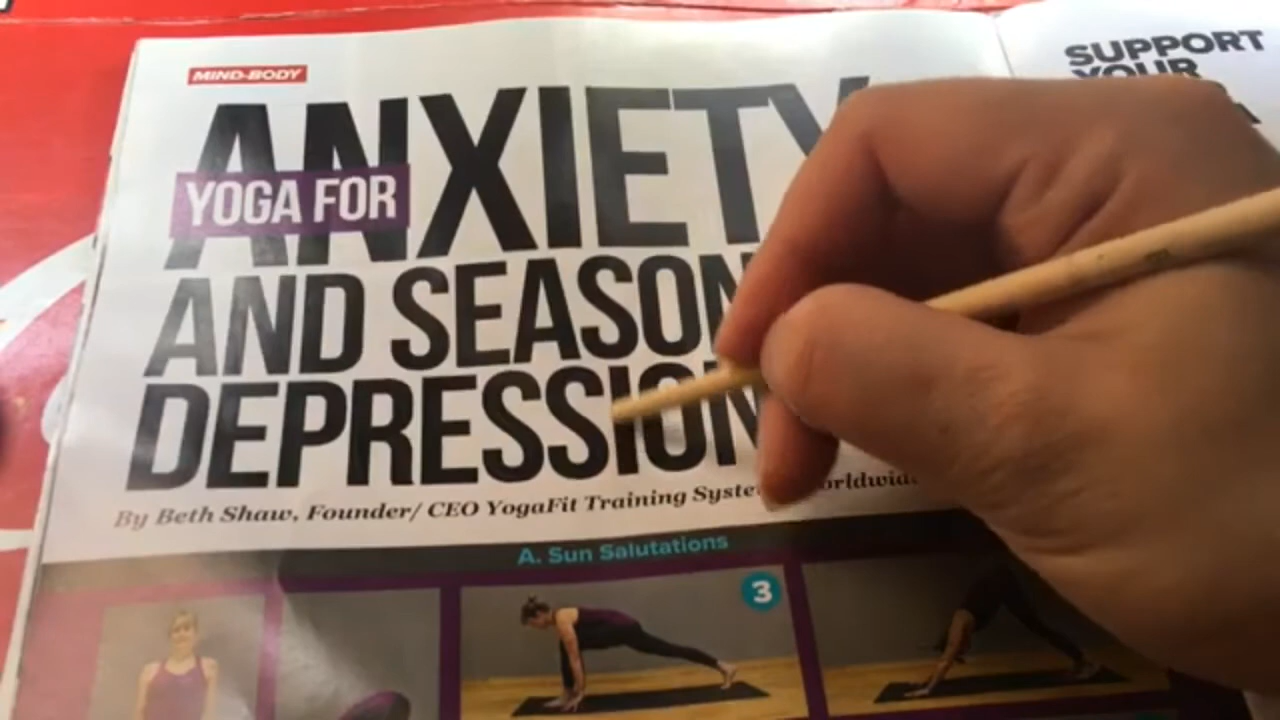 MIND-BODY
ANXIETY
YOGA FOR
AND SEASON
DEPRESSION
By Beth Shaw, Founder/ CEO YogaFit Training
A. Sun Salutations
3
SUPPORT
YOUR